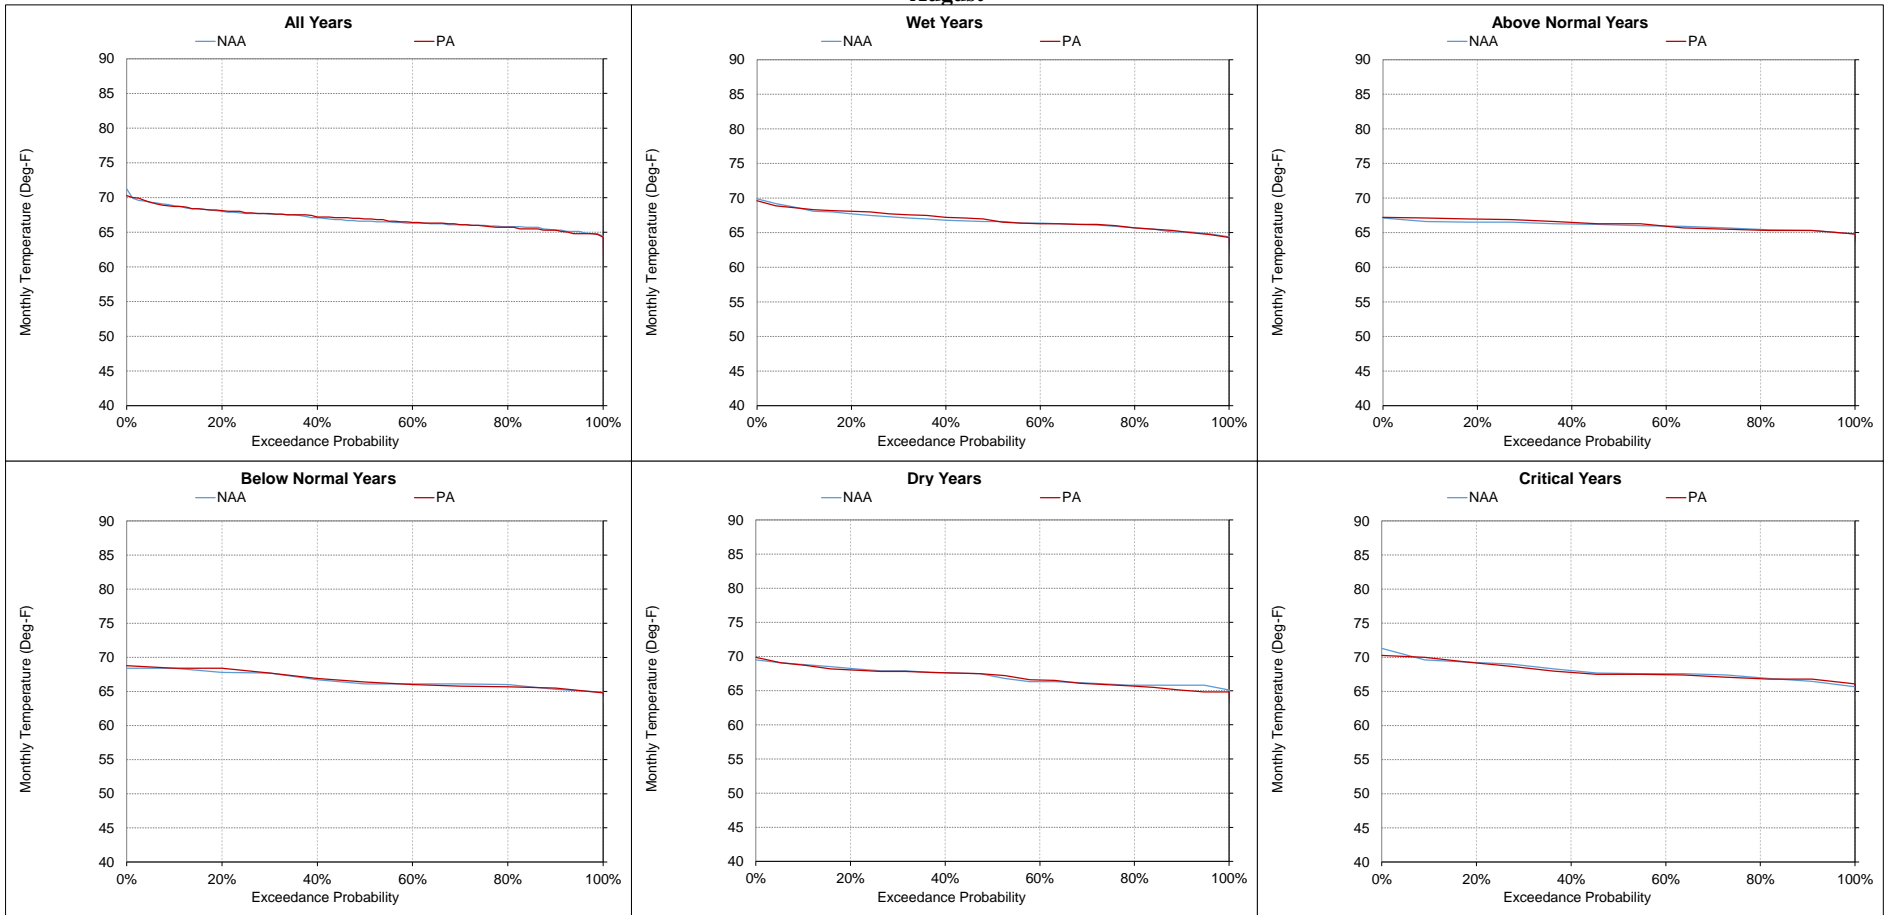 August
All Years
NAA PA
90
85
80
75
70
65
60
55
50
45
40
0% 20% 40% 60% 80% 100%
Monthly Temperature (Deg-F)
Exceedance Probability
Wet Years
NAA PA
90
85
80
75
70
65
60
55
50
45
40
0% 20% 40% 60% 80% 100%
Monthly Temperature (Deg-F)
Exceedance Probability
Above Normal Years
NAA PA
90
85
80
75
70
65
60
55
50
45
40
0% 20% 40% 60% 80% 100%
Monthly Temperature (Deg-F)
Exceedance Probability
Below Normal Years
NAA PA
90
85
80
75
70
65
60
55
50
45
40
0% 20% 40% 60% 80% 100%
Monthly Temperature (Deg-F)
Exceedance Probability
Dry Years
NAA PA
90
85
80
75
70
65
60
55
50
45
40
0% 20% 40% 60% 80% 100%
Monthly Temperature (Deg-F)
Exceedance Probability
Critical Years
NAA PA
90
85
80
75
70
65
60
55
50
45
40
0% 20% 40% 60% 80% 100%
Monthly Temperature (Deg-F)
Exceedance Probability